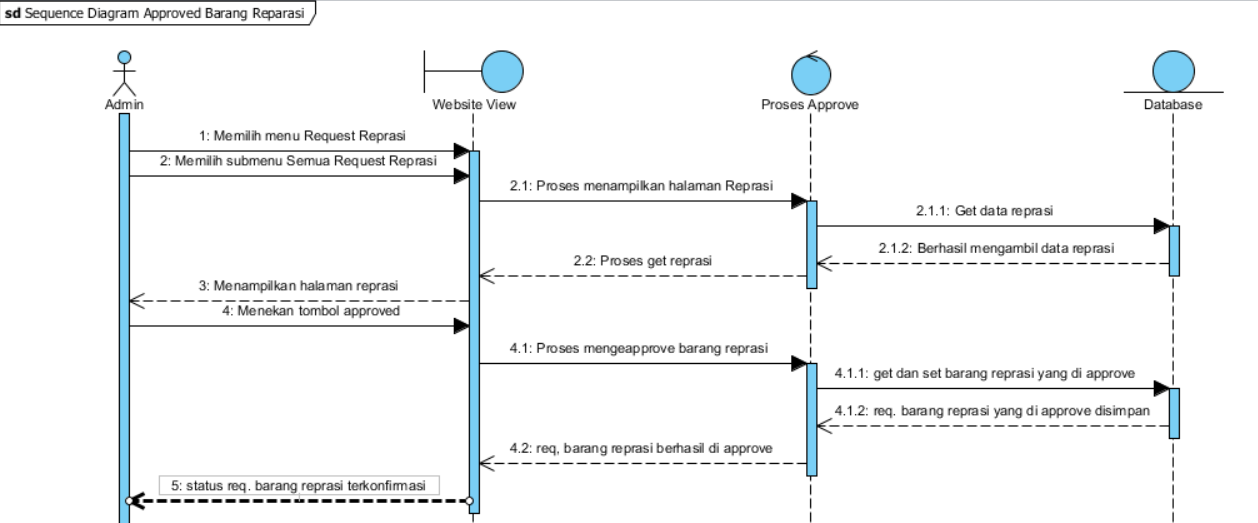 sd Sequence Diagram Approved Barang Reparasi
Admin
Website View
Proses Approve
Database
1: Memilih menu Request Reprasi
2: Memilih submenu Semua Request Reprasi
2.1: Proses menampilkan halaman Reprasi
2.1.1: Get data reprasi
2.1.2: Berhasil mengambil data reprasi
2.2: Proses get reprasi
3: Menampilkan halaman reprasi
4: Menekan tombol approved
4.1: Proses mengeapprove barang reprasi
4.1.1: get dan set barang reprasi yang di approve
4.1.2: req. barang reprasi yang di approve disimpan
4.2: req, barang reprasi berhasil di approve
5: status req. barang reprasi terkonfirmasi